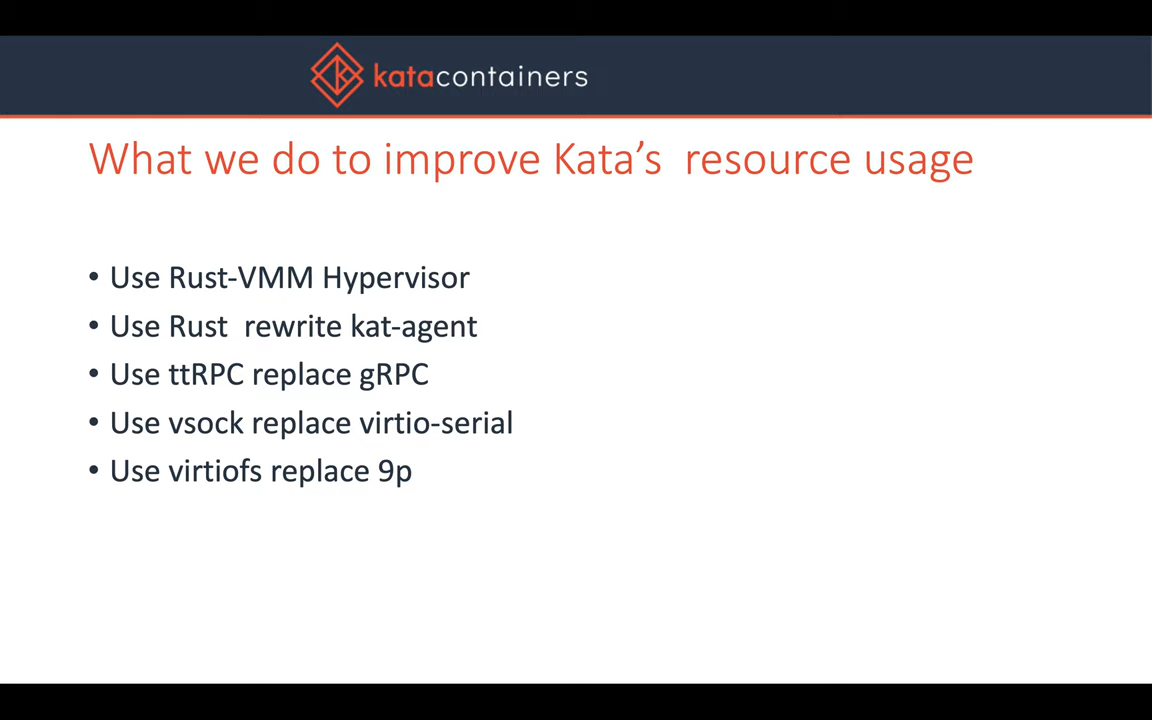 katacontainers
What we do to improve Kata’s  resource usage
• Use Rust-VMM Hypervisor
• Use Rust  rewrite kat-agent
• Use ttRPC replace gRPC
• Use vsock replace virtio-serial
• Use virtiofs replace 9p